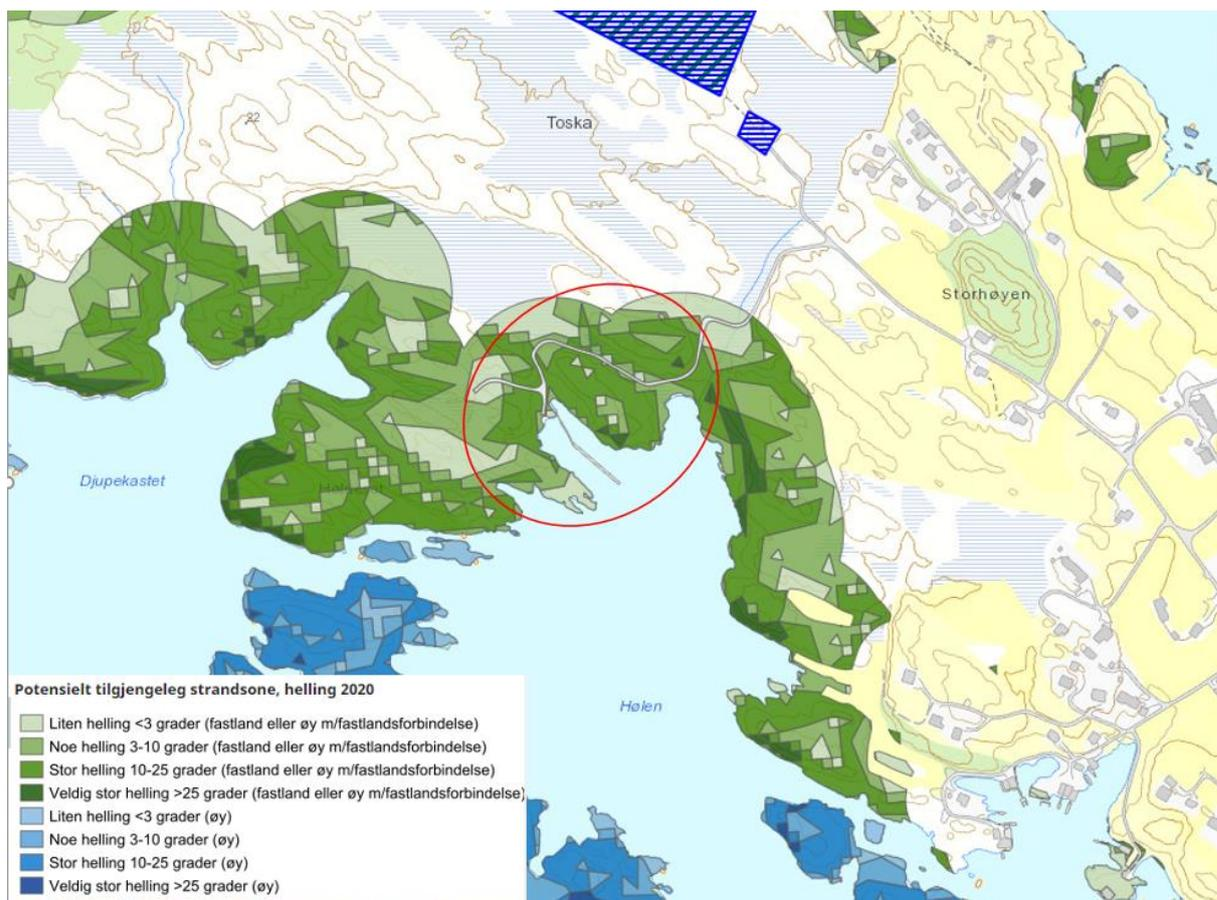 22
Toska
Storhøyen
Djupekastet
Hølen
Potensielt tilgjengeleg strandsone, helling 2020
Liten helling <3 grader (fastland eller øy m/fastlandsforbindelse)
Noe helling 3-10 grader (fastland eller øy m/fastlandsforbindelse)
Stor helling 10-25 grader (fastland eller øy m/fastlandsforbindelse)
Veldig stor helling >25 grader (fastland eller øy m/fastlandsforbindelse)
Liten helling <3 grader (øy)
Noe helling 3-10 grader (øy)
Stor helling 10-25 grader (øy)
Veldig stor helling >25 grader (øy)